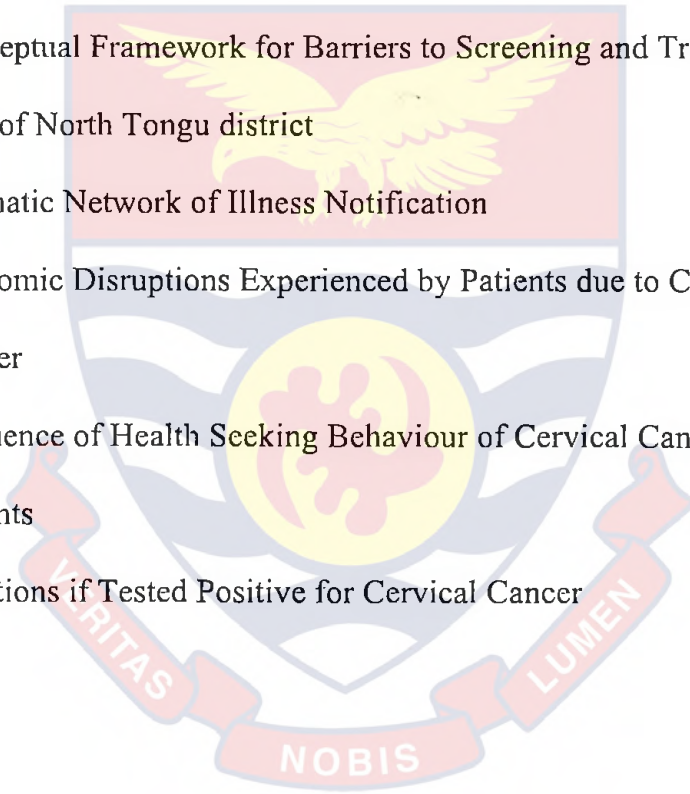 eptual Framework for Barriers to Screening and Tr
of North Tongu district
natic Network of Illness Notification
omic Disruptions Experienced by Patients due to C
er
uence of Health Seeking Behaviour of Cervical Can
nts
tions if Tested Positive for Cervical Cancer
VERITAS
NOBIS
LUMEN